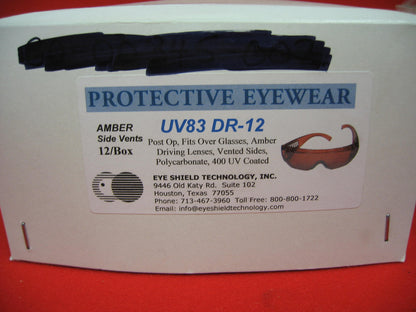 PROTECTIVE EYEWEAR
AMBER
Side Vents
12/Box
UV83 DR-12
Post Op, Fits Over Glasses, Amber
Driving Lenses, Vented Sides,
Polycarbonate, 400 UV Coated
EYE SHIELD TECHNOLOGY, INC.
9446 Old Katy Rd. Suite 102
Houston, Texas 77055
Phone: 713-467-3960 Toll Free: 800-800-1722
Email: info@eyeshieldtechnology.com